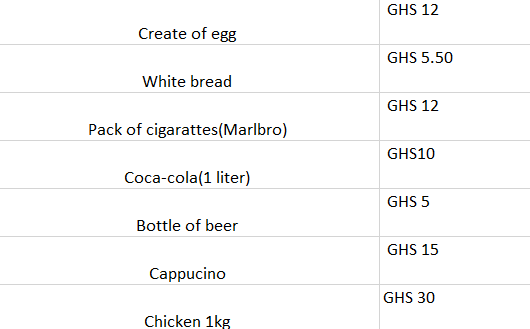 GHS 12
Create of egg
GHS 5.50
White bread
GHS 12
Pack of cigarattes(Marlbro)
GHS10
Coca-cola(1 liter)
GHS 5
Bottle of beer
GHS 15
Cappucino
GHS 30
Chicken 1kg